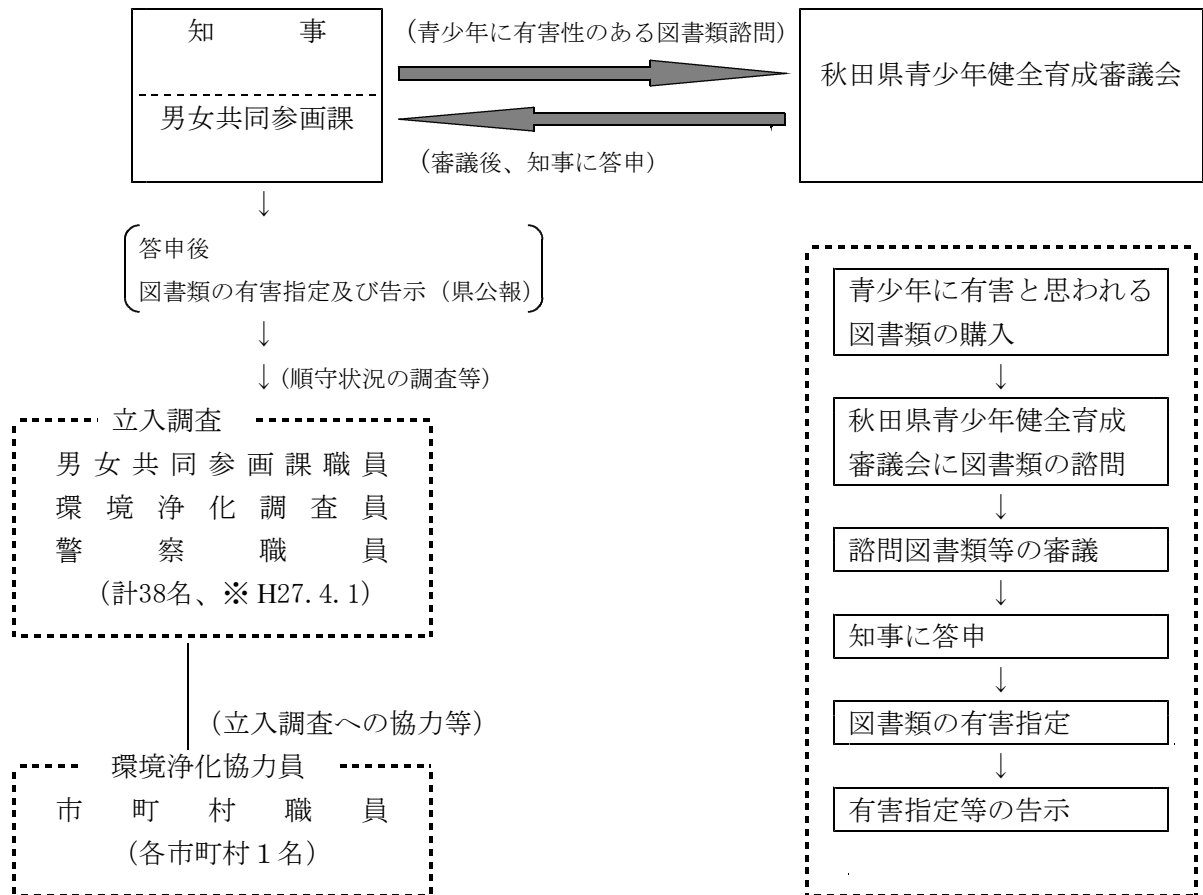 知　　　事
男女共同参画課
(青少年に有害性のある図書類諮問)
(審議後、知事に答申)
秋田県青少年健全育成審議会
↓
答申後
図書類の有害指定及び告示（県公報）
↓
↓(順守状況の調査等)
立入調査
男女共同参画課職員
環境浄化調査員
警察職員
(計38名、※H27.4.1)
(立入調査への協力等)
環境浄化協力員
市町村職員
(各市町村１名)
青少年に有害と思われる
図書類の購入
↓
秋田県青少年健全育成
審議会に図書類の諮問
↓
諮問図書類等の審議
↓
知事に答申
↓
図書類の有害指定
↓
有害指定等の告示